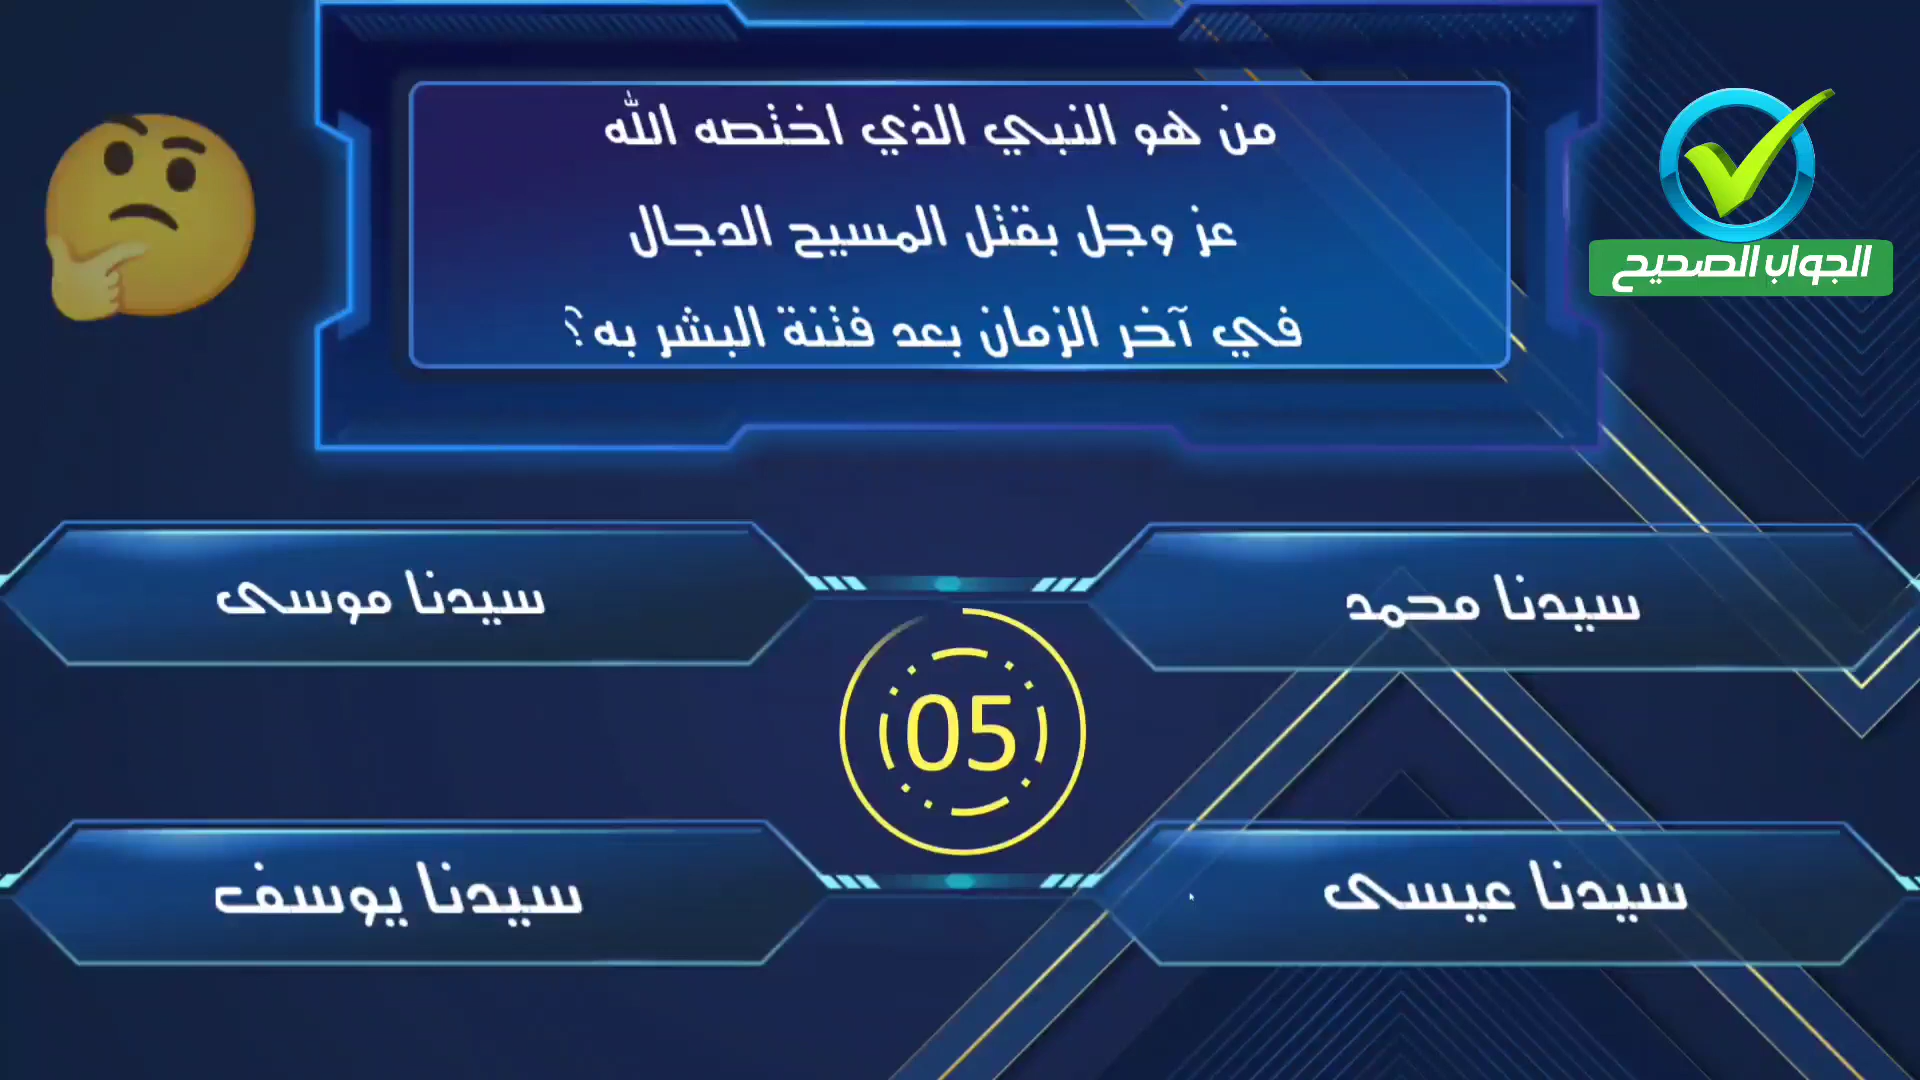 من هو النبي الذي اختصه الله
عز وجل بقتل المسيح الدجال
في آخر الزمان بعد فتنة البشر به؟
الجواب الصحيح
سيدنا محمد
سيدنا موسى
05
سيدنا عيسى
سيدنا يوسف